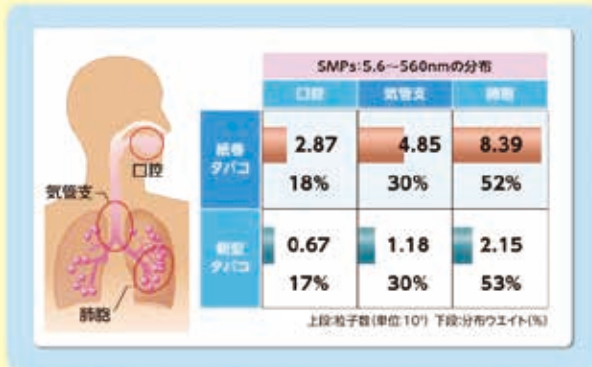 SMPs:5.6〜560nmの分布
口腔 気管支 肺胞
紙巻タバコ
2.87 4.85 8.39
18% 30% 52%
新型タバコ
0.67 1.18 2.15
17% 30% 53%
上段:粒子数(単位:10⁹) 下段:分布ウエイト(%)
口腔
気管支
肺胞